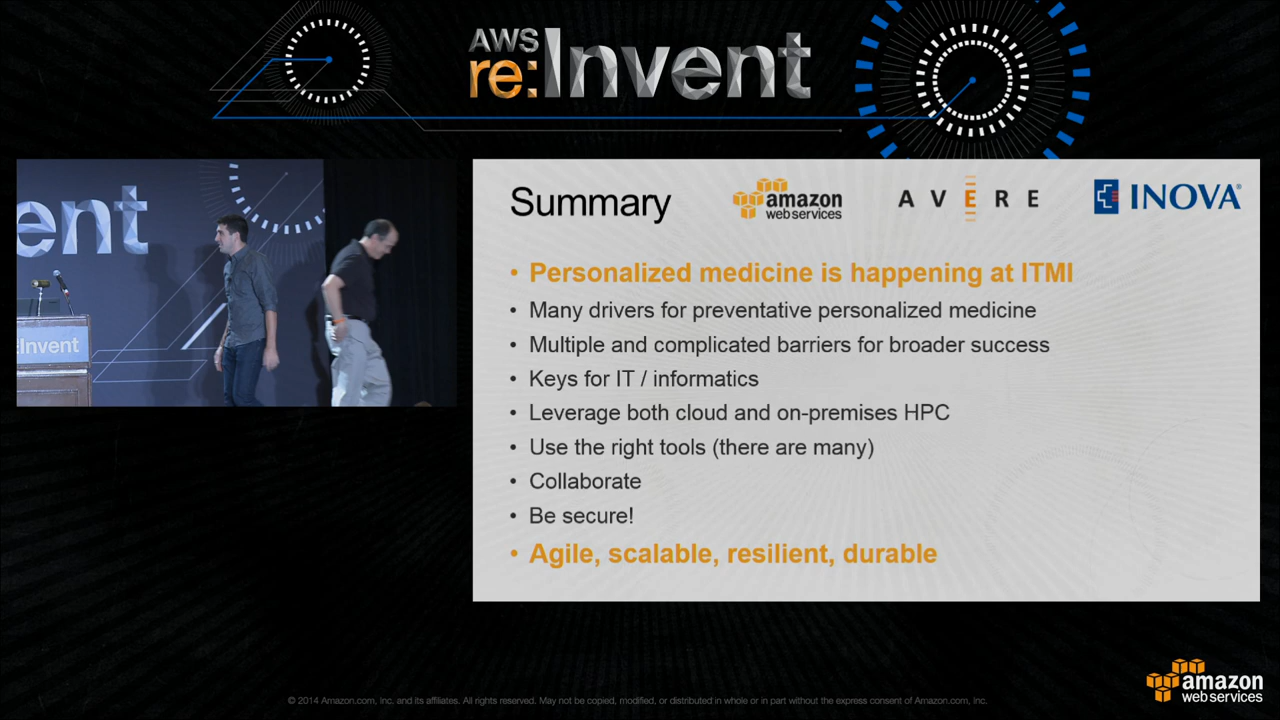 AWS
re:Invent
ent
Invent
Summary
amazon
web services
AVERE
INOVA®
• Personalized medicine is happening at ITMI
• Many drivers for preventative personalized medicine
• Multiple and complicated barriers for broader success
• Keys for IT / informatics
• Leverage both cloud and on-premises HPC
• Use the right tools (there are many)
• Collaborate
• Be secure!
• Agile, scalable, resilient, durable
amazon
web services
© 2014 Amazon.com, Inc. and its affiliates. All rights reserved. May not be copied, modified, or distributed in whole or in part without the express consent of Amazon.com, Inc.